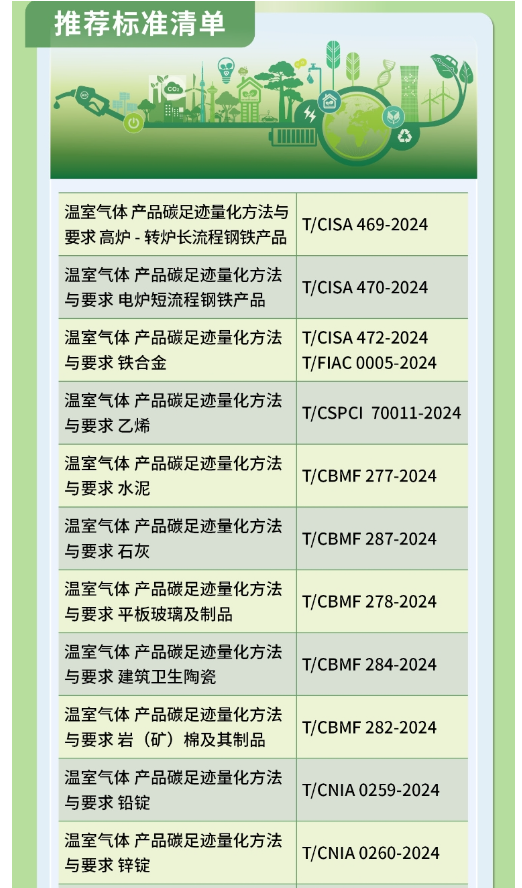 推荐标准清单
CO₂
温室气体 产品碳足迹量化方法与
要求 高炉 - 转炉长流程钢铁产品
T/CISA 469-2024
温室气体 产品碳足迹量化方法
与要求 电炉短流程钢铁产品
T/CISA 470-2024
温室气体 产品碳足迹量化方法
与要求 铁合金
T/CISA 472-2024
T/FIAC 0005-2024
温室气体 产品碳足迹量化方法
与要求 乙烯
T/CSPCI 70011-2024
温室气体 产品碳足迹量化方法
与要求 水泥
T/CBMF 277-2024
温室气体 产品碳足迹量化方法
与要求 石灰
T/CBMF 287-2024
温室气体 产品碳足迹量化方法
与要求 平板玻璃及制品
T/CBMF 278-2024
温室气体 产品碳足迹量化方法
与要求 建筑卫生陶瓷
T/CBMF 284-2024
温室气体 产品碳足迹量化方法
与要求 岩（矿）棉及其制品
T/CBMF 282-2024
温室气体 产品碳足迹量化方法
与要求 铅锭
T/CNIA 0259-2024
温室气体 产品碳足迹量化方法
与要求 锌锭
T/CNIA 0260-2024